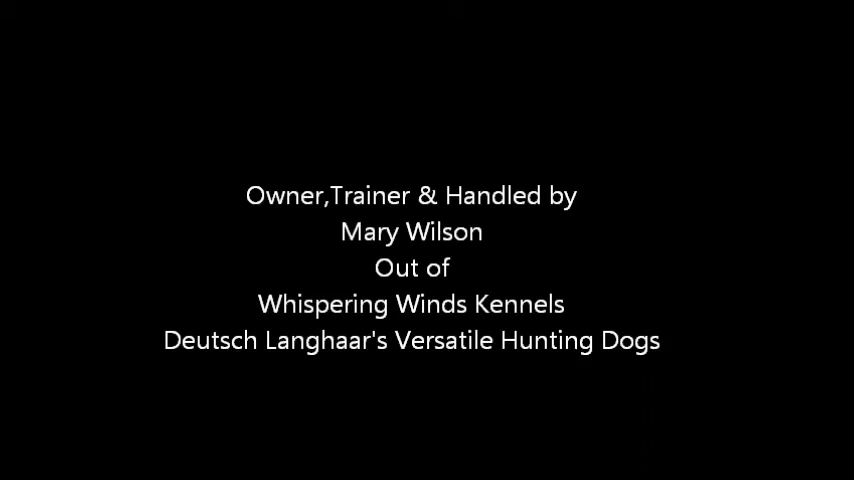 Owner,Trainer & Handled by
Mary Wilson
Out of
Whispering Winds Kennels
Deutsch Langhaar's Versatile Hunting Dogs